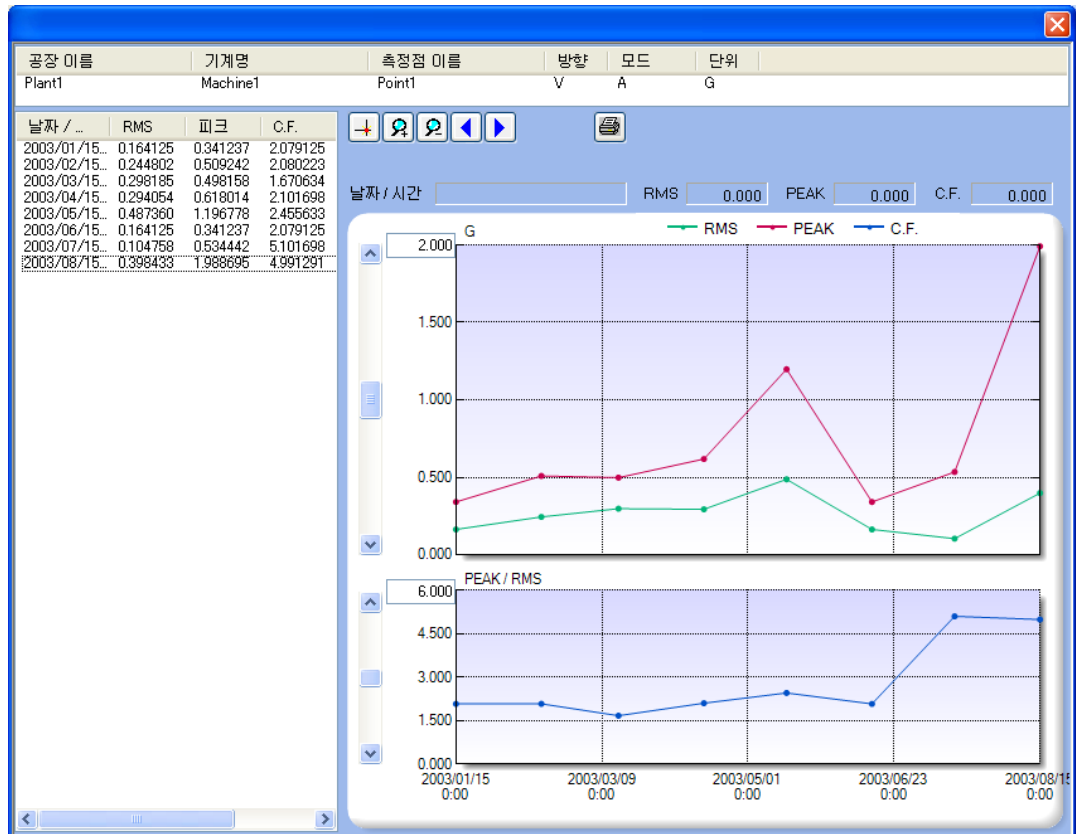 공장 이름 기계명 측정점 이름 방향 모드 단위
Plant1 Machine1 Point1 V A G
날짜 / ... RMS 피크 C.F.
2003/01/15... 0.164125 0.341237 2.079125
2003/02/15... 0.244802 0.509242 2.080223
2003/03/15... 0.298185 0.498158 1.670634
2003/04/15... 0.294054 0.618014 2.101698
2003/05/15... 0.487360 1.196778 2.455633
2003/06/15... 0.164125 0.341237 2.079125
2003/07/15... 0.104758 0.534442 5.101698
2003/08/15... 0.398433 1.988695 4.991291
날짜 / 시간 RMS 0.000 PEAK 0.000 C.F. 0.000
G RMS PEAK C.F.
2.000
1.500
1.000
0.500
0.000
PEAK / RMS
6.000
4.500
3.000
1.500
0.000
2003/01/15 2003/03/09 2003/05/01 2003/06/23 2003/08/15
0:00 0:00 0:00 0:00 0:00